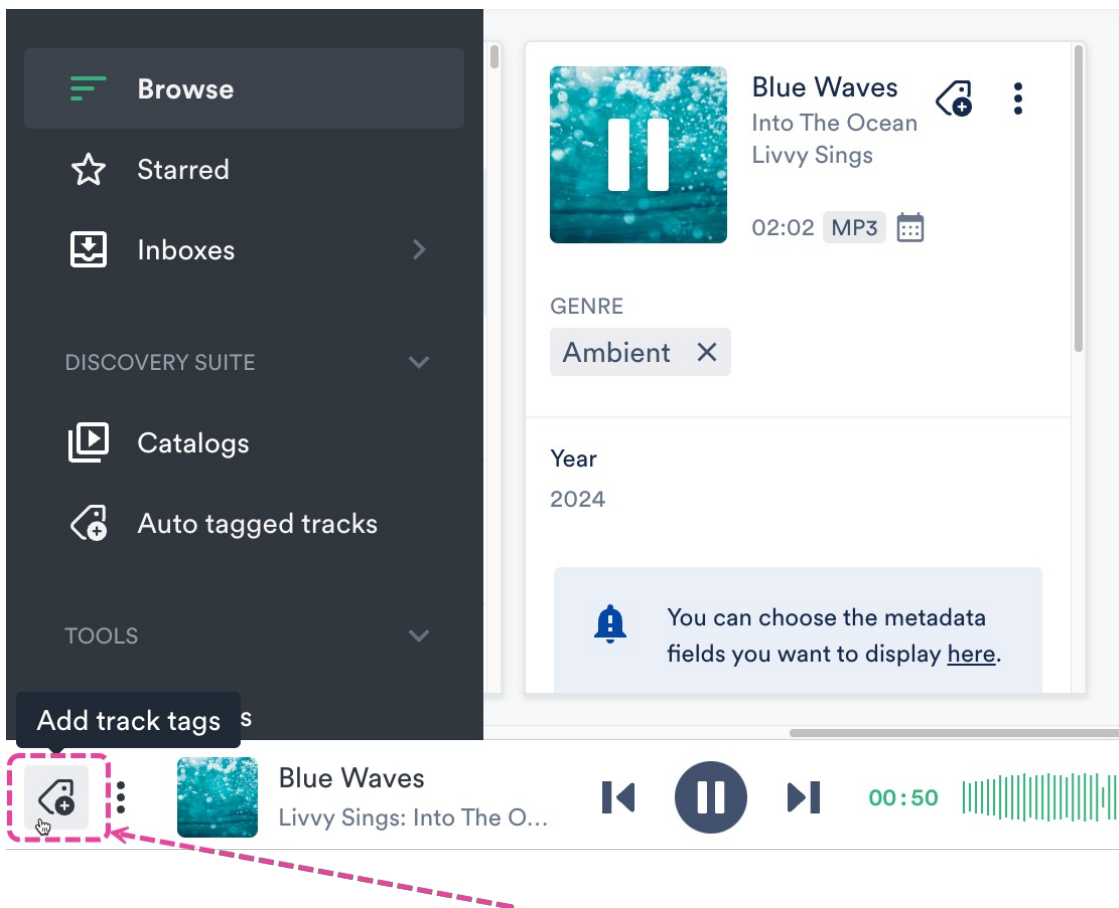 Browse
Starred
Inboxes
DISCOVERY SUITE
Catalogs
Auto tagged tracks
TOOLS
Add track tags
Blue Waves
Into The Ocean
Livvy Sings
02:02 MP3
GENRE
Ambient
Year
2024
You can choose the metadata
fields you want to display here.
Blue Waves
Livvy Sings: Into The O...
00:50